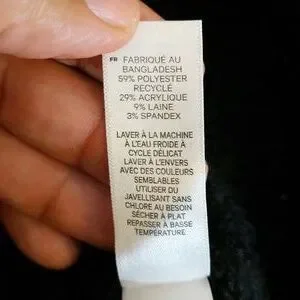 FR FABRIQUÉ AU
BANGLADESH
59% POLYESTER
RECYCLÉ
29% ACRYLIQUE
9% LAINE
3% SPANDEX
LAVER À LA MACHINE
À L'EAU FROIDE À
CYCLE DÉLICAT
LAVER À L'ENVERS
AVEC DES COULEURS
SEMBLABLES
UTILISER DU
JAVELLISANT SANS
CHLORE AU BESOIN
SÉCHER À PLAT
REPASSER À BASSE
TEMPÉRATURE